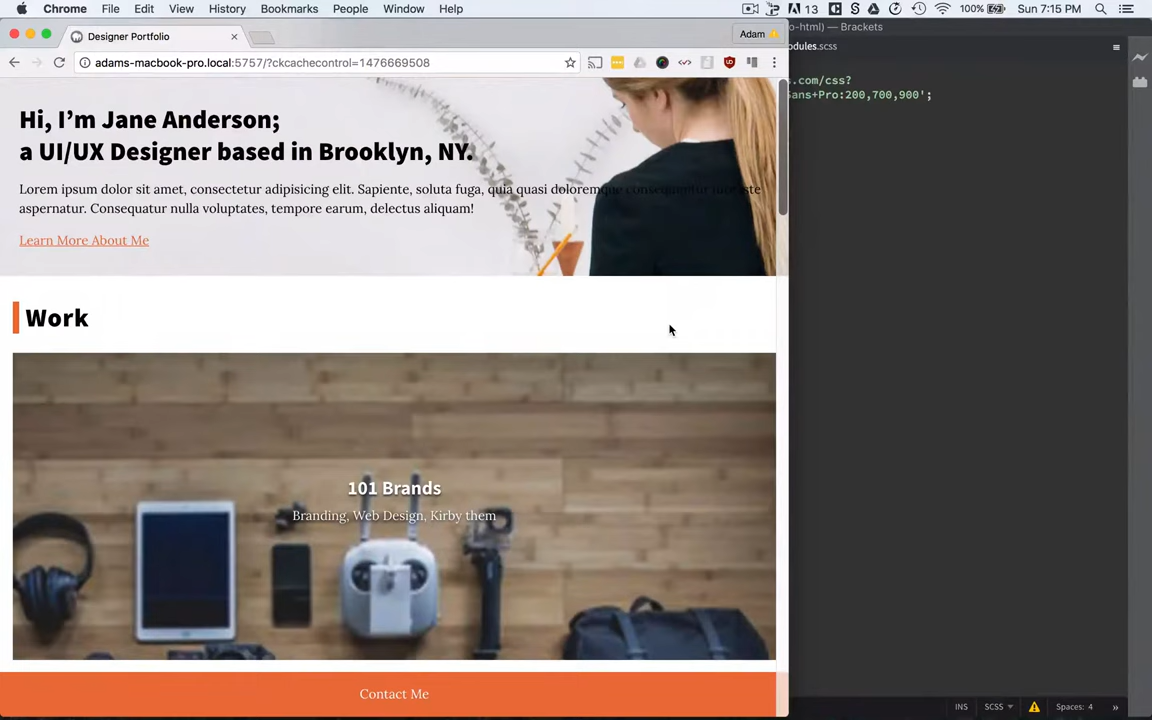 Chrome File Edit View History Bookmarks People Window Help 13 100% Sun 7:15 PM
Designer Portfolio Adam
o-html) — Brackets
adams-macbook-pro.local:5757/?ckcachecontrol=1476669508
odules.scss
s.com/css?
Sans+Pro:200,700,900';
Hi, I'm Jane Anderson;
a UI/UX Designer based in Brooklyn, NY.
Lorem ipsum dolor sit amet, consectetur adipisicing elit. Sapiente, soluta fuga, quia quasi doloremque consequuntur iure iste
aspernatur. Consequatur nulla voluptates, tempore earum, delectus aliquam!
Learn More About Me
Work
101 Brands
Branding, Web Design, Kirby them
Contact Me
INS SCSS Spaces: 4